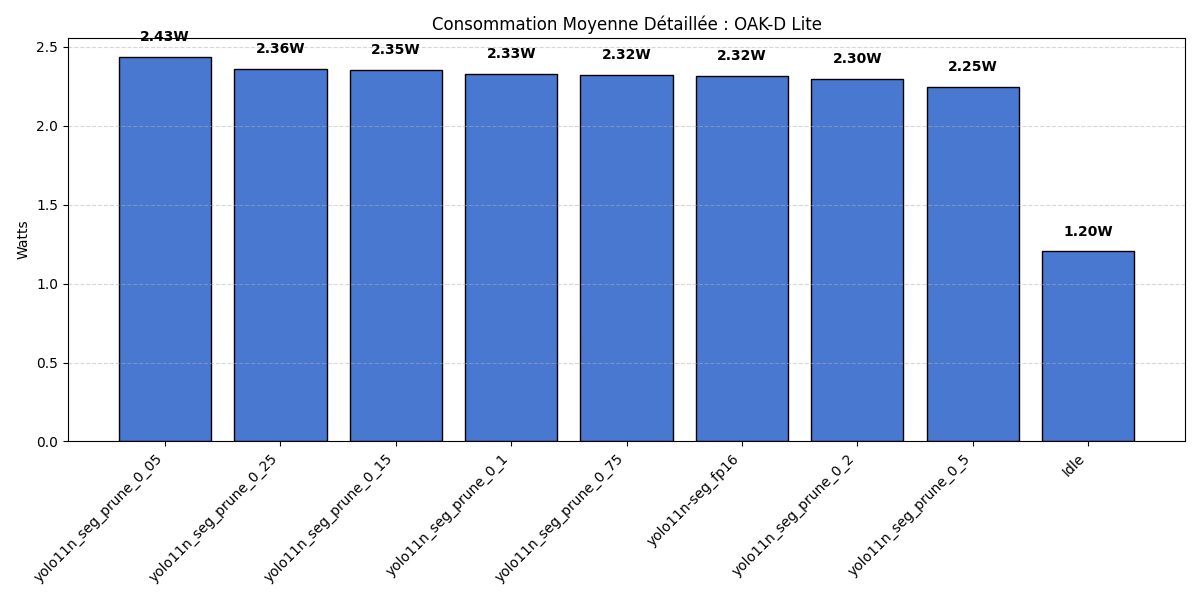 Consommation Moyenne Détaillée : OAK-D Lite
2.43W
2.36W
2.35W
2.33W
2.32W
2.32W
2.30W
2.25W
1.20W
Watts
2.5
2.0
1.5
1.0
0.5
0.0
yolo11n_seg_prune_0_05
yolo11n_seg_prune_0_25
yolo11n_seg_prune_0_15
yolo11n_seg_prune_0_1
yolo11n_seg_prune_0_75
yolo11n-seg_fp16
yolo11n_seg_prune_0_2
yolo11n_seg_prune_0_5
Idle